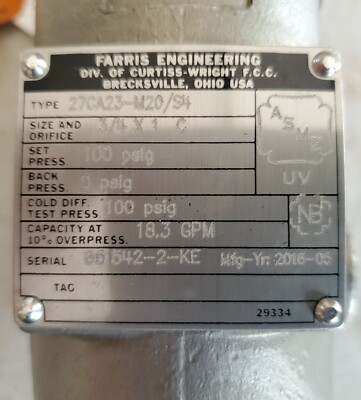 FARRIS ENGINEERING
DIV. OF CURTISS-WRIGHT F.C.C.
BRECKSVILLE, OHIO USA
TYPE 27CA23-M20/S4
SIZE AND ORIFICE 3/4 X 1 C
SET PRESS. 100 psig
BACK PRESS. 0 psig
COLD DIFF. TEST PRESS 100 psig
CAPACITY AT 10% OVERPRESS. 18.3 GPM
SERIAL 542-2-KE Mfg-Yr: 2016-05
TAG
29334
ASME
UV
NB